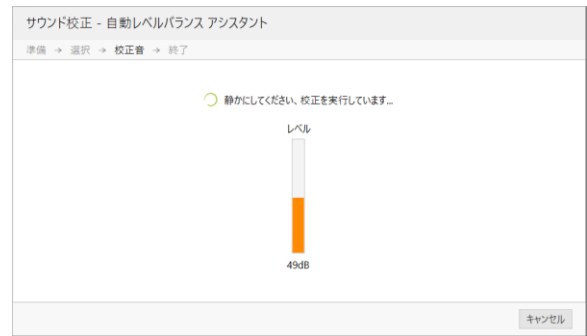 サウンド校正 - 自動レベルバランス アシスタント
準備 → 選択 → 校正音 → 終了
静かにしてください、校正を実行しています...
レベル
49dB
キャンセル